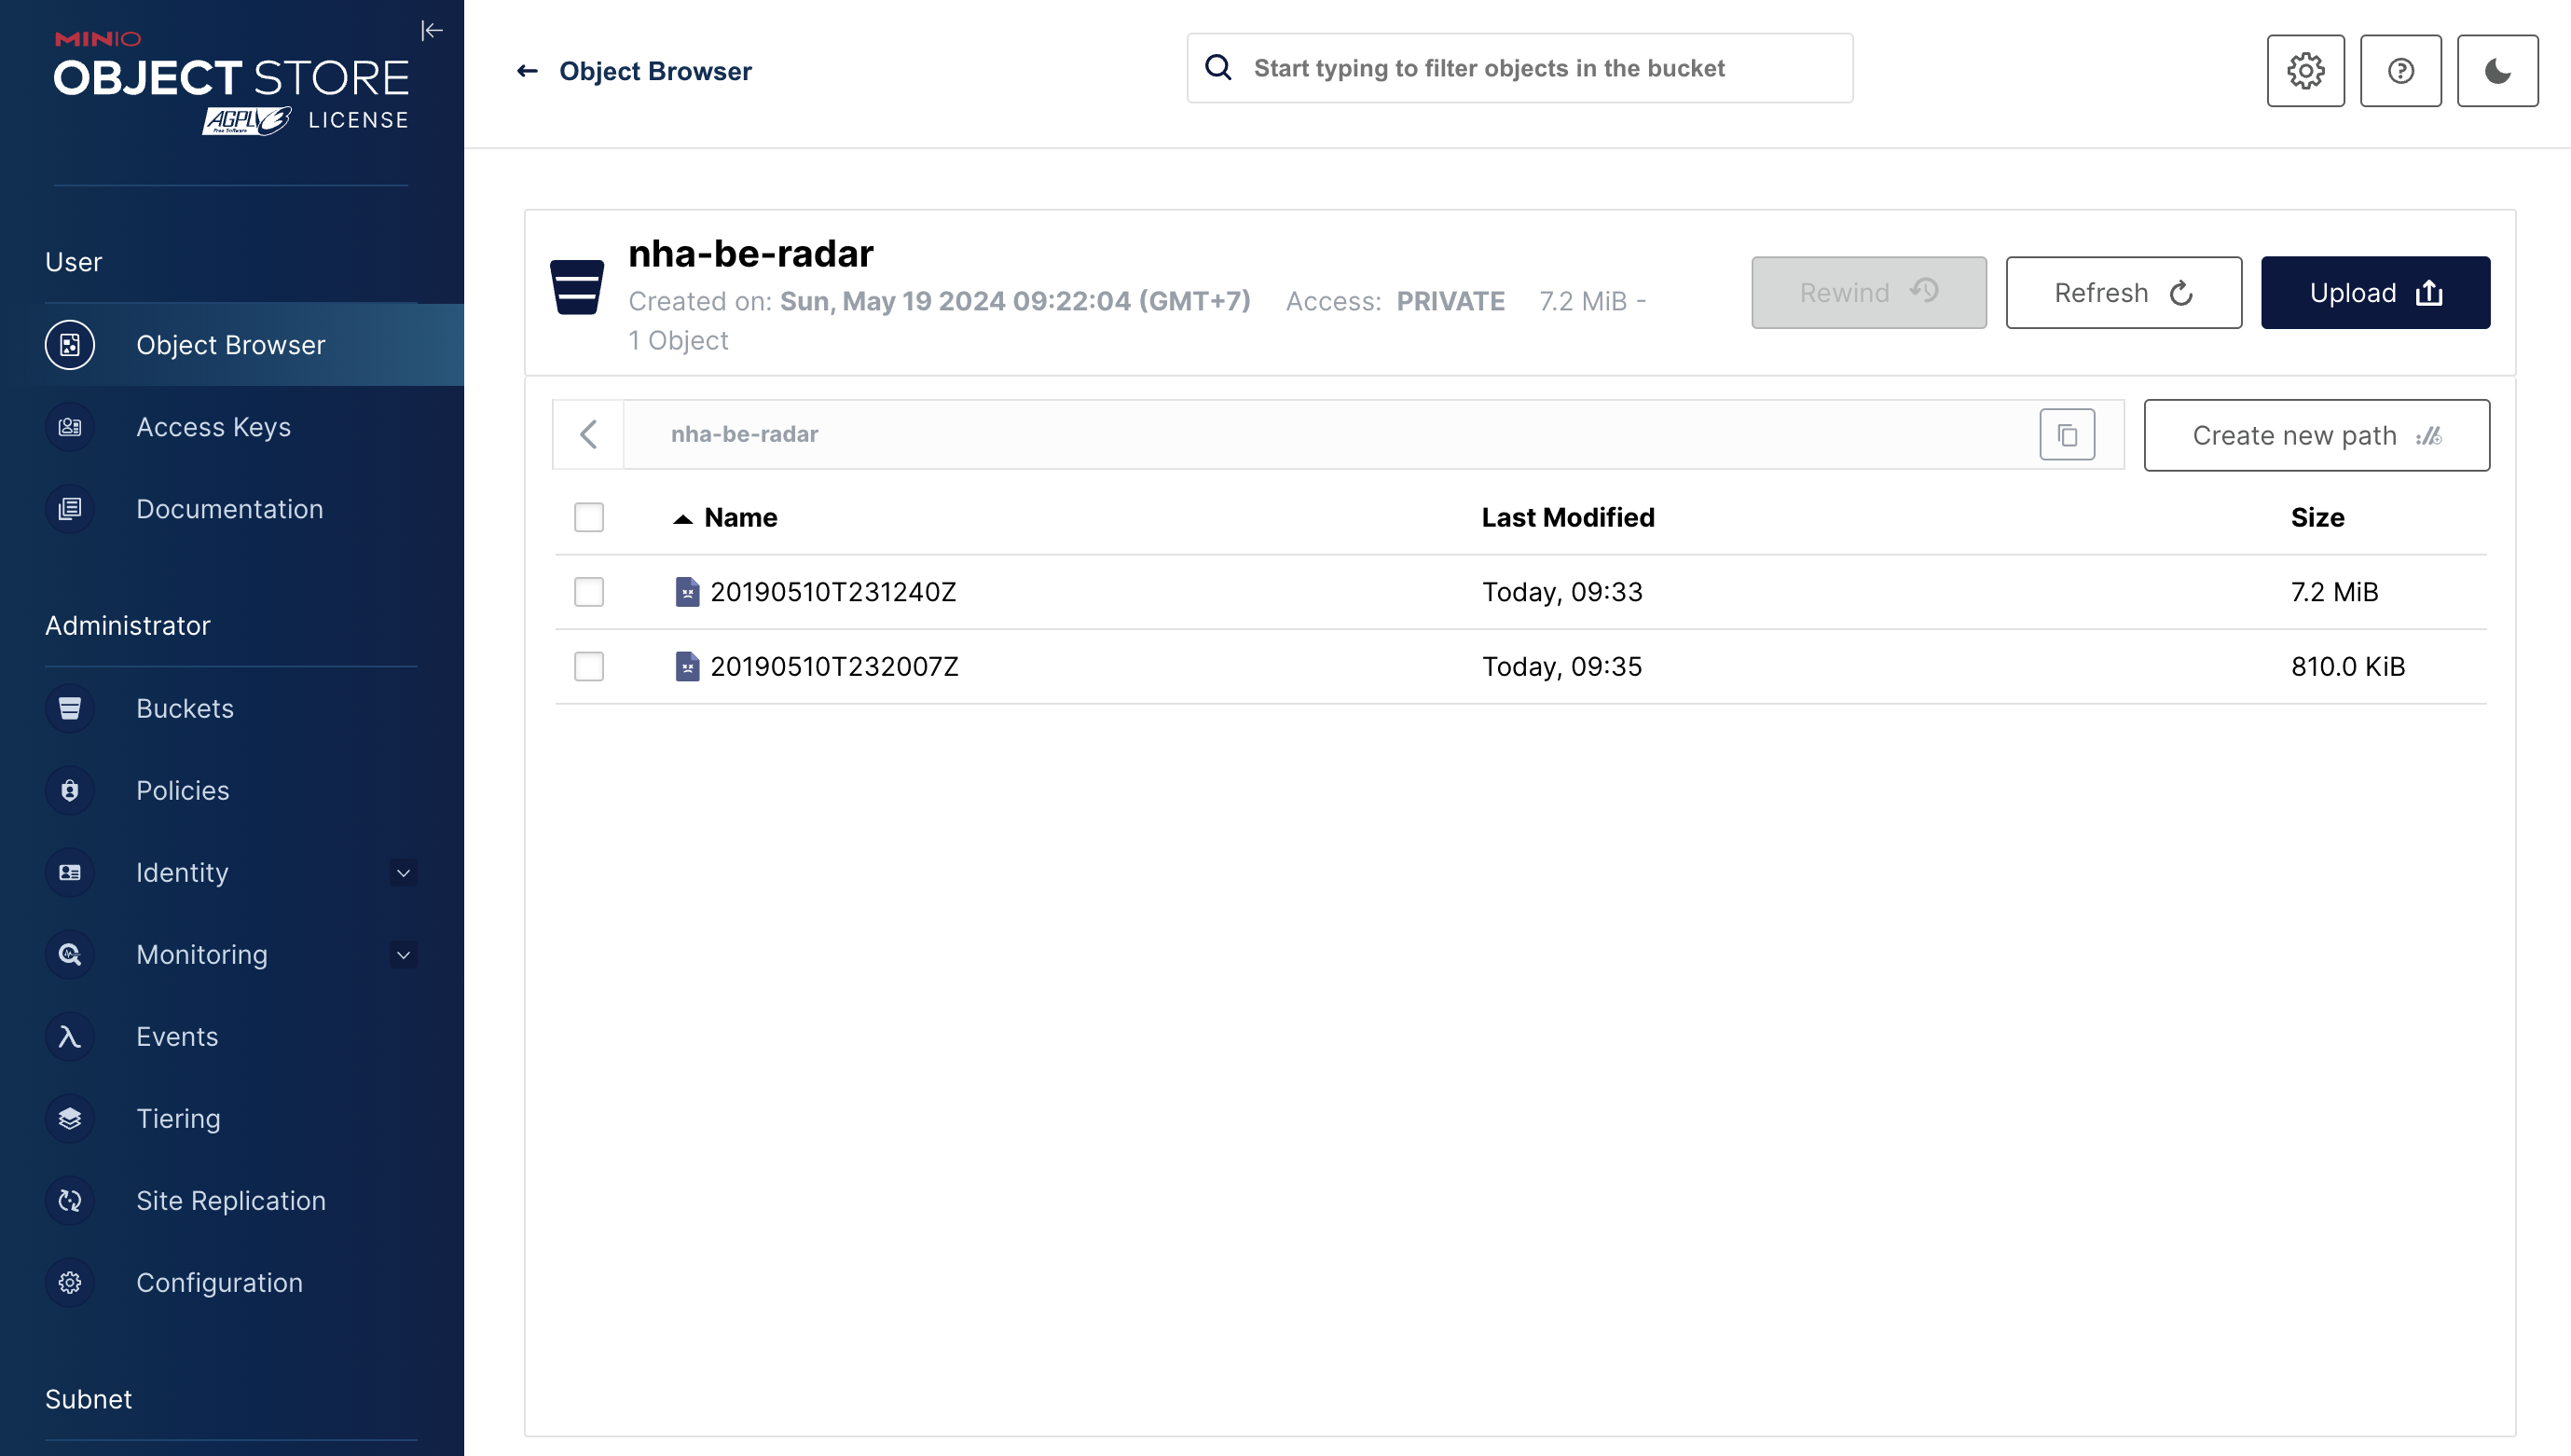 MINIO
OBJECT STORE
AGPL v3 LICENSE
Free Software
User
Object Browser
Access Keys
Documentation
Administrator
Buckets
Policies
Identity
Monitoring
Events
Tiering
Site Replication
Configuration
Subnet
Object Browser
Start typing to filter objects in the bucket
nha-be-radar
Created on: Sun, May 19 2024 09:22:04 (GMT+7) Access: PRIVATE 7.2 MiB -
1 Object
Rewind
Refresh
Upload
nha-be-radar
Create new path
Name Last Modified Size
20190510T231240Z Today, 09:33 7.2 MiB
20190510T232007Z Today, 09:35 810.0 KiB